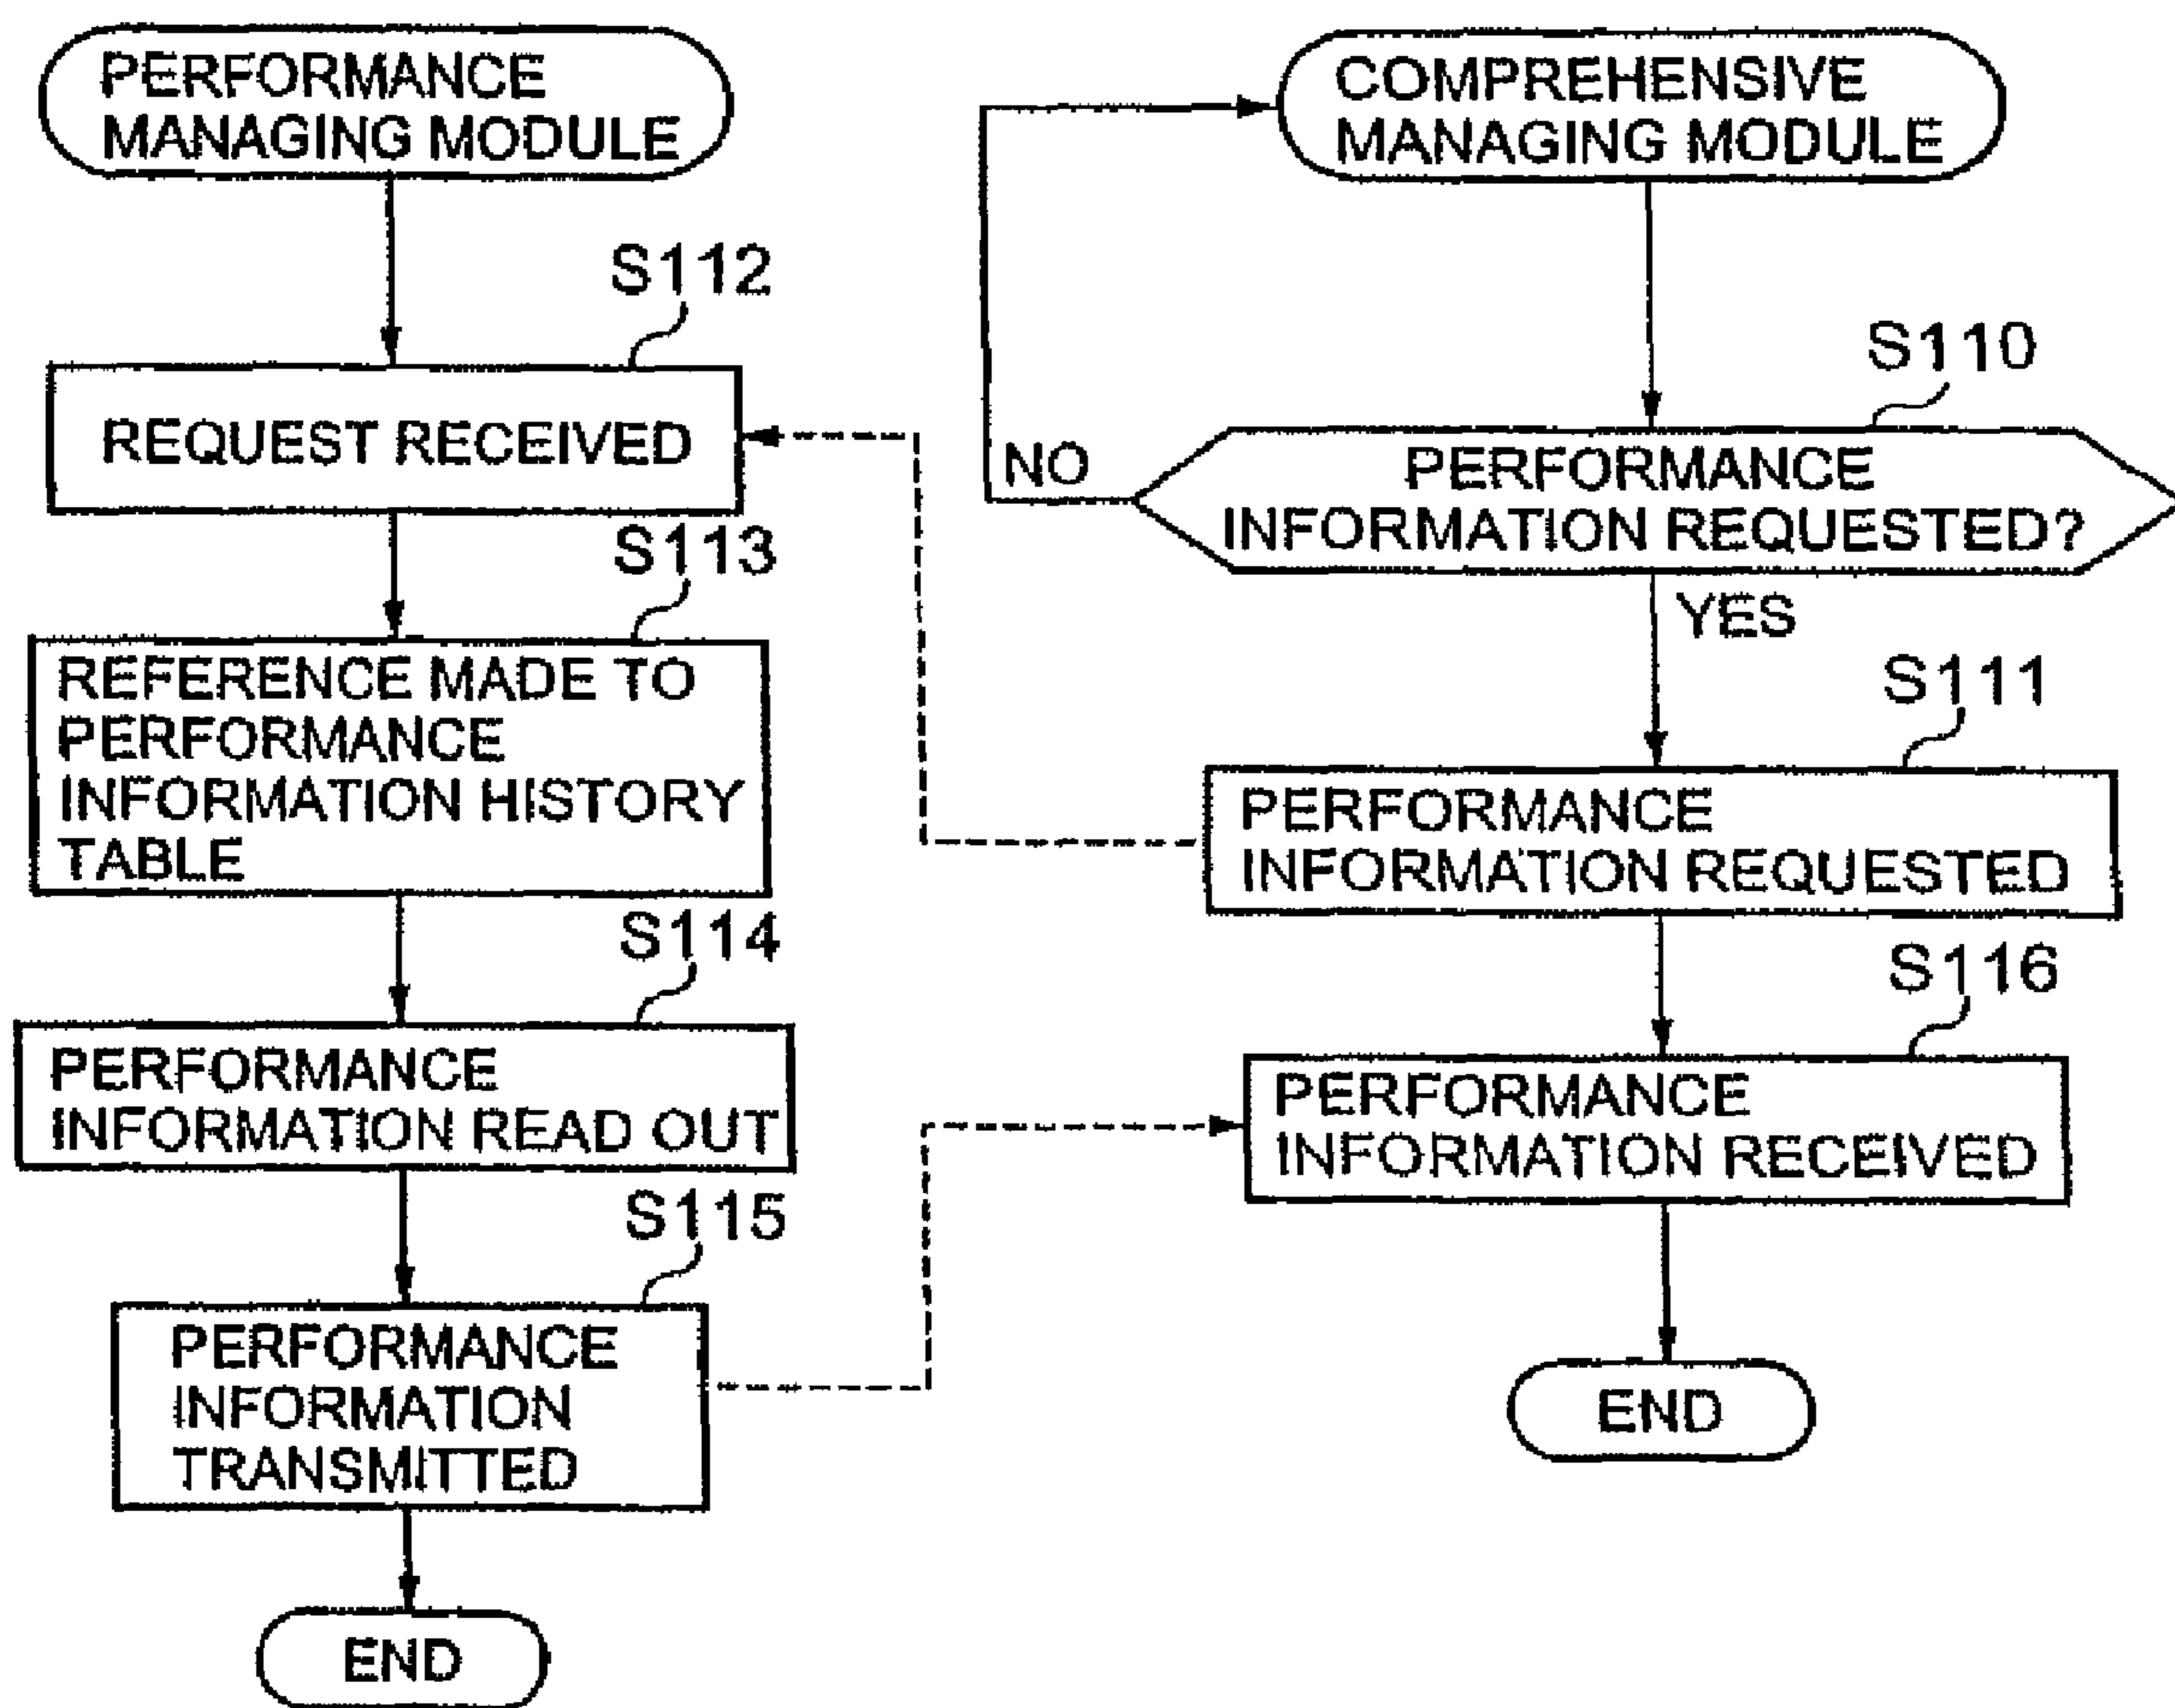 PERFORMANCE
MANAGING MODULE
S112
REQUEST RECEIVED
S113
REFERENCE MADE TO
PERFORMANCE
INFORMATION HISTORY
TABLE
S114
PERFORMANCE
INFORMATION READ OUT
S115
PERFORMANCE
INFORMATION
TRANSMITTED
END
COMPREHENSIVE
MANAGING MODULE
S110
NO
PERFORMANCE
INFORMATION REQUESTED?
YES
S111
PERFORMANCE
INFORMATION REQUESTED
S116
PERFORMANCE
INFORMATION RECEIVED
END